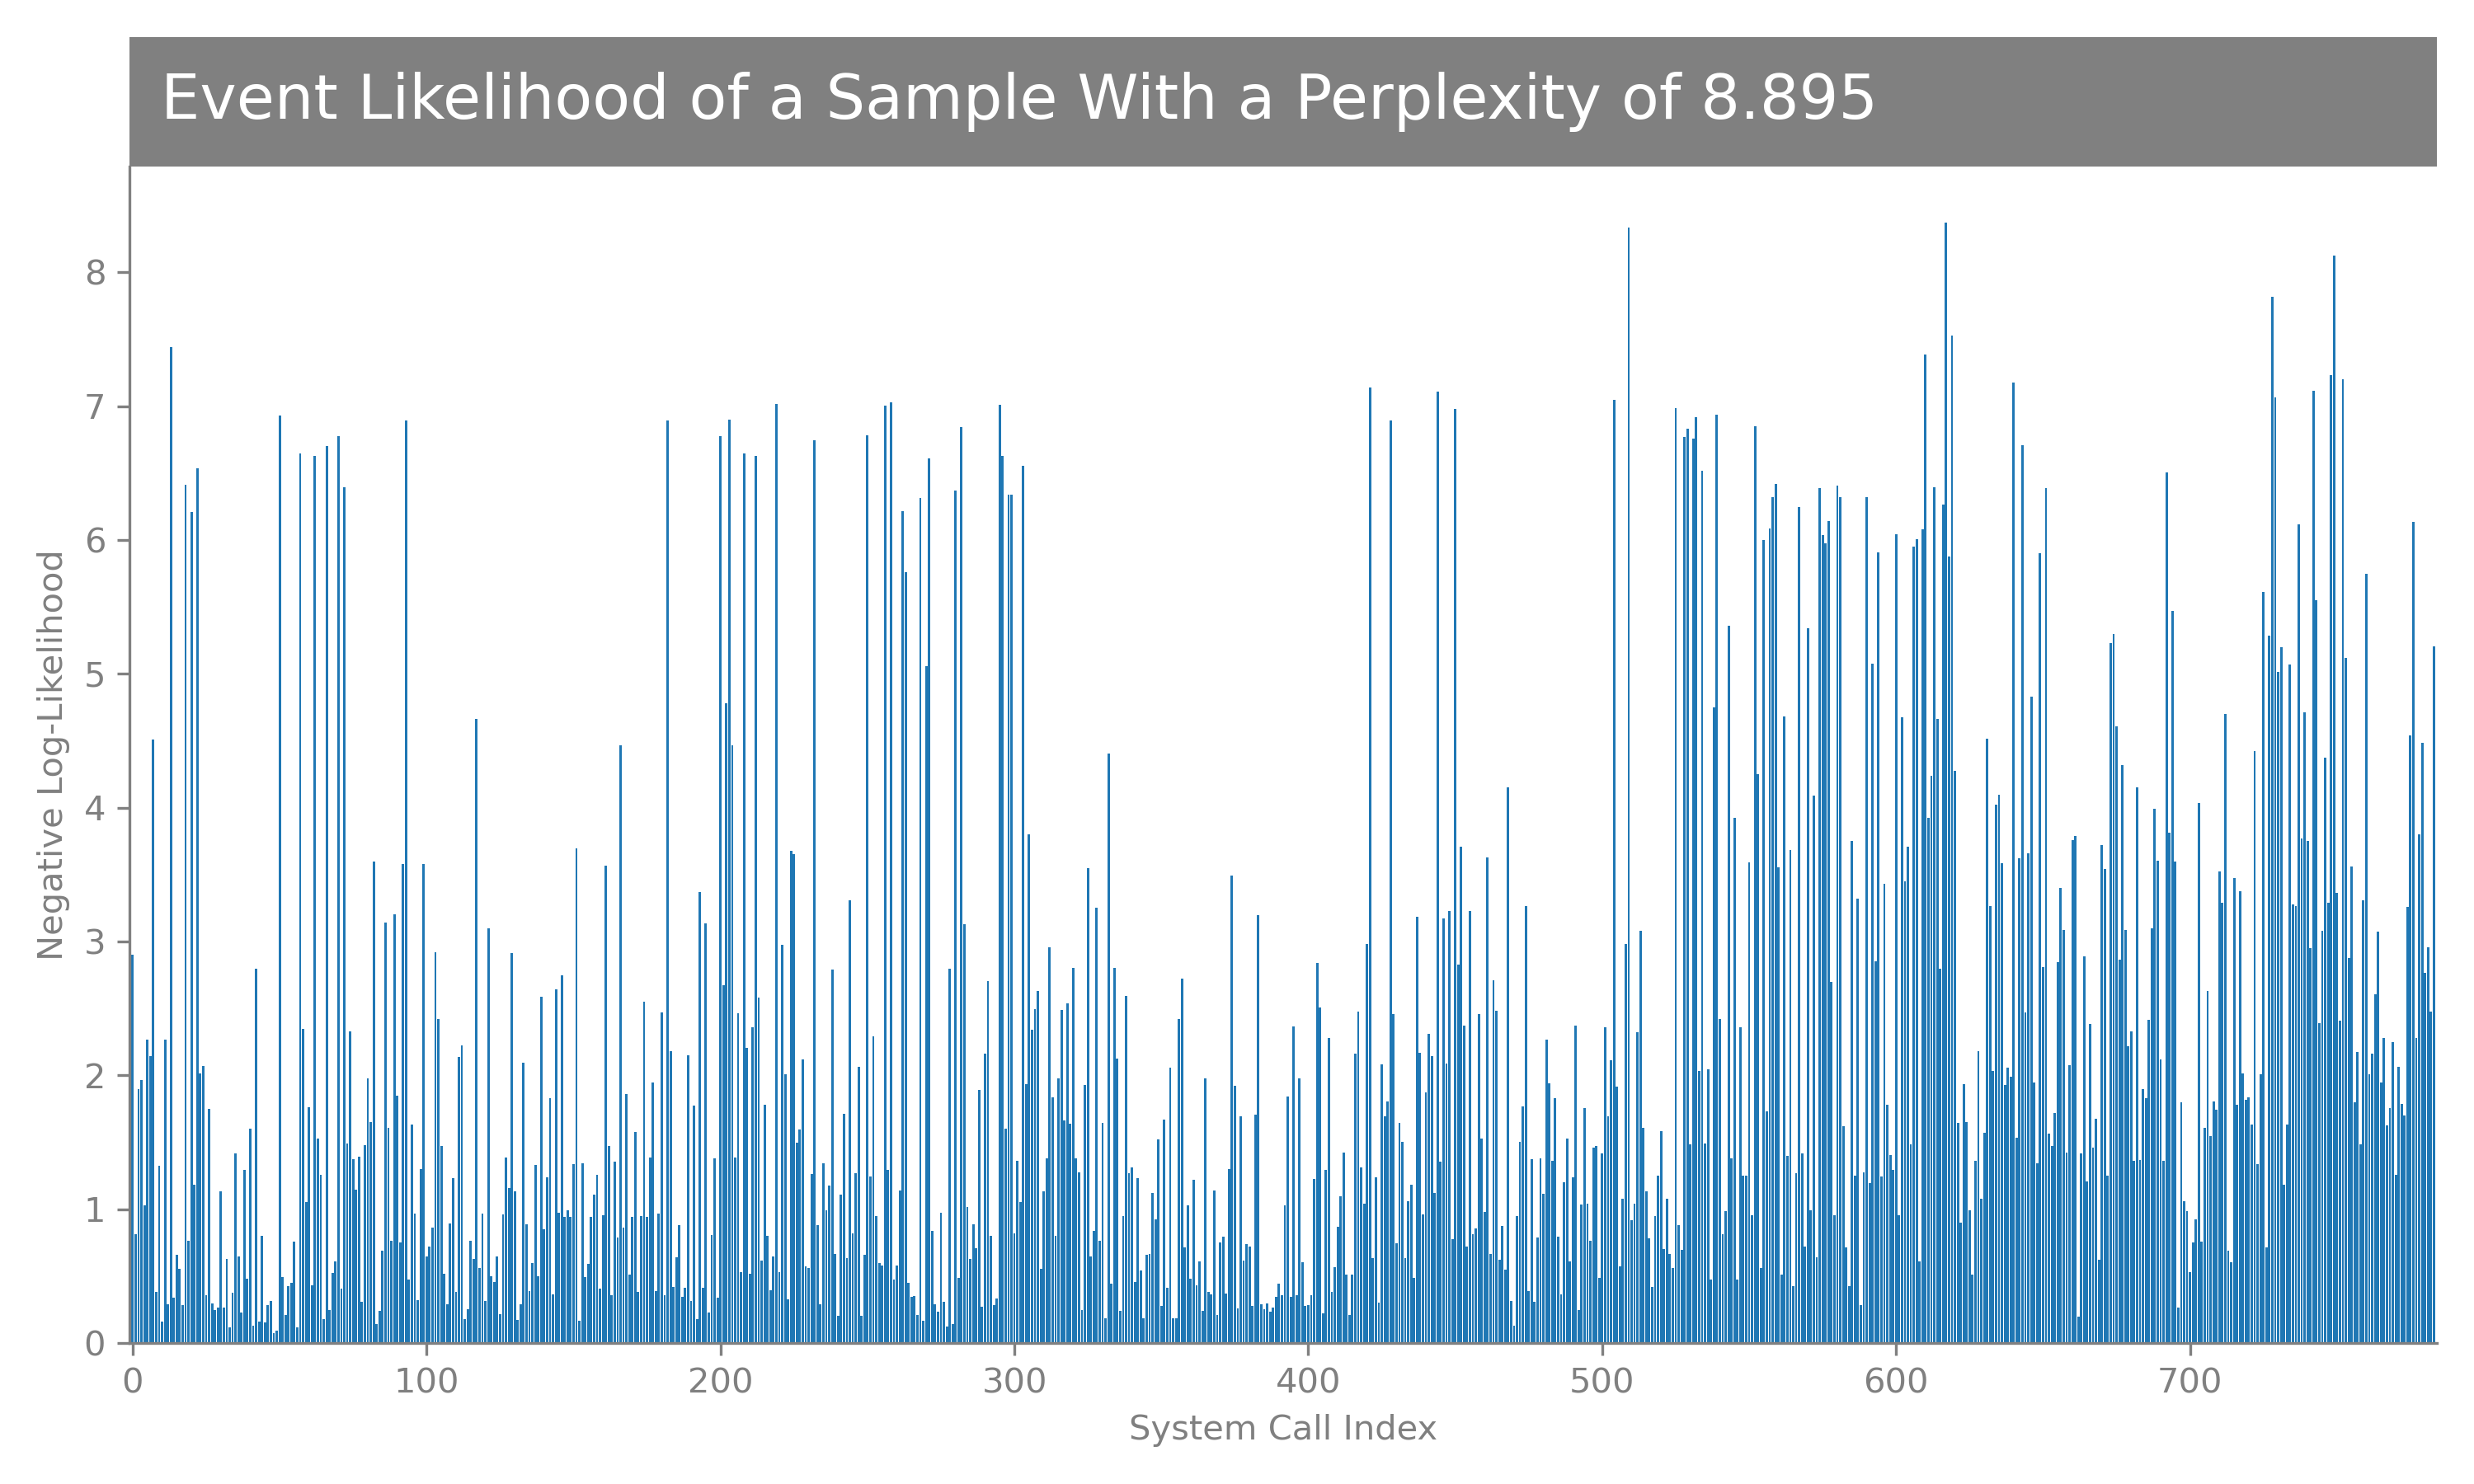 Event Likelihood of a Sample With a Perplexity of 8.895
Negative Log-Likelihood
8
7
6
5
4
3
2
1
0
0 100 200 300 400 500 600 700
System Call Index